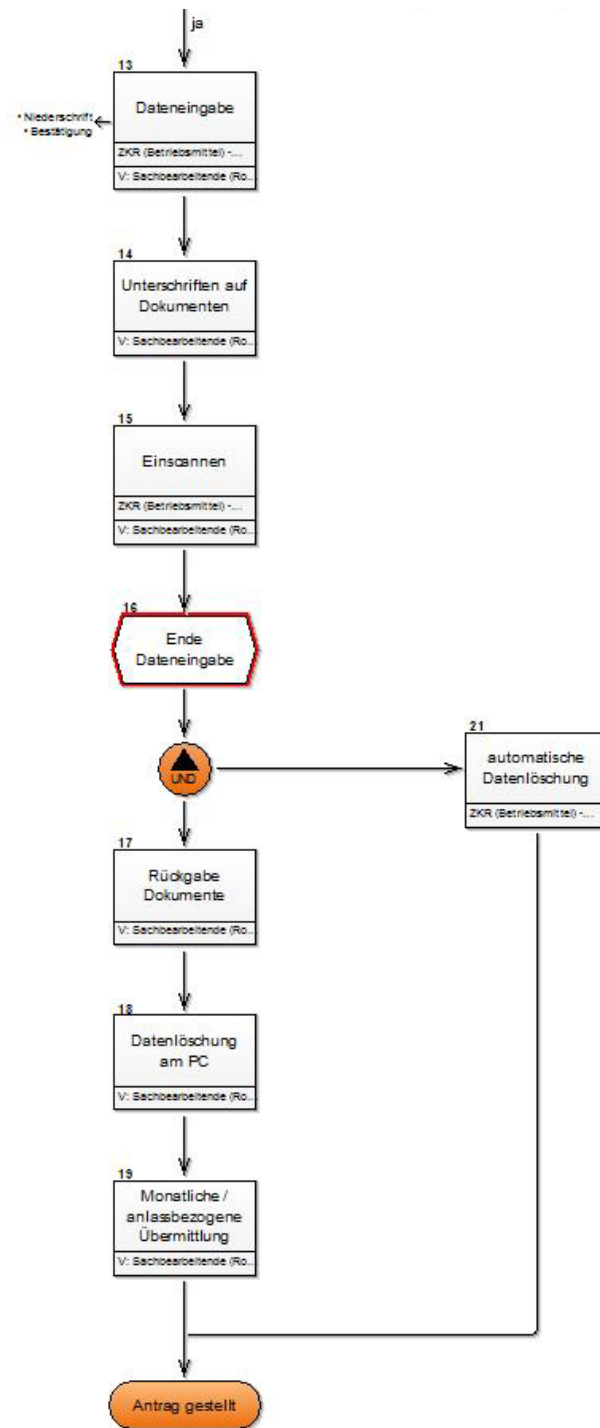 ja
13
Dateneingabe
* Niederschrift
* Bestätigung
ZKR (Betriebsmittel) -...
V: Sachbearbeitende (Ro...
14
Unterschriften auf
Dokumenten
V: Sachbearbeitende (Ro...
15
Einscannen
ZKR (Betriebsmittel) -...
V: Sachbearbeitende (Ro...
16
Ende
Dateneingabe
UND
21
automatische
Datenlöschung
ZKR (Betriebsmittel) -...
17
Rückgabe
Dokumente
V: Sachbearbeitende (Ro...
18
Datenlöschung
am PC
V: Sachbearbeitende (Ro...
19
Monatliche /
anlassbezogene
Übermittlung
V: Sachbearbeitende (Ro...
Antrag gestellt